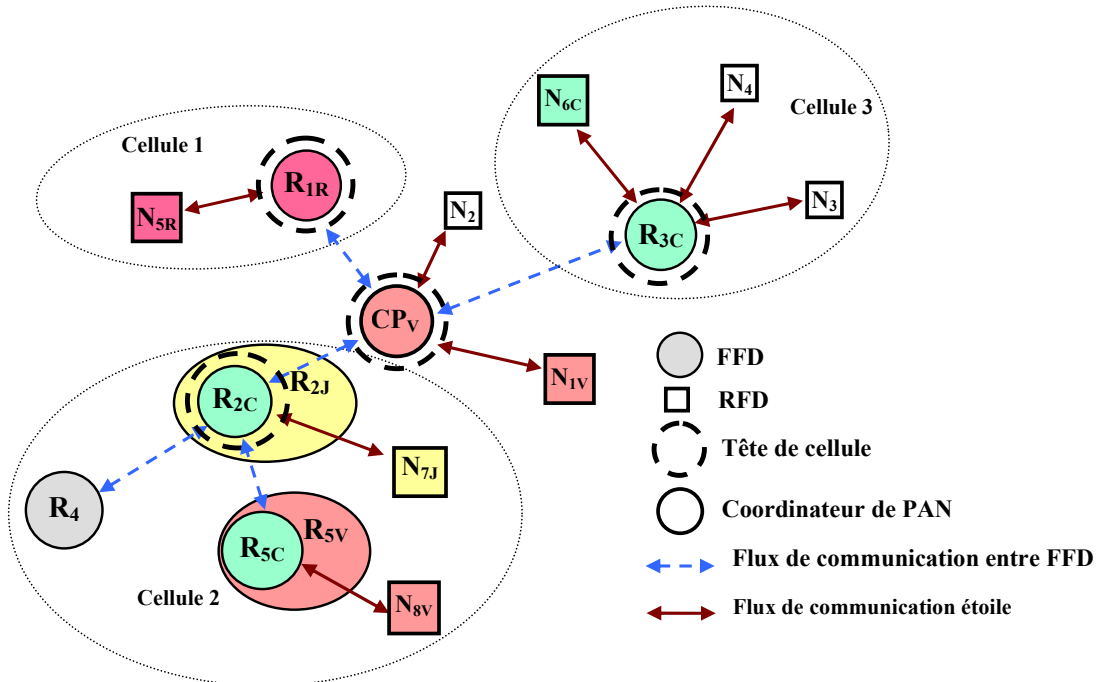 N6C
N4
Cellule 3
Cellule 1
R1R
N5R
N2
N3
R3C
CPV
N1V
R2C
R2J
N7J
R4
R5C
R5V
N8V
Cellule 2
FFD
RFD
Tête de cellule
Coordinateur de PAN
Flux de communication entre FFD
Flux de communication étoile